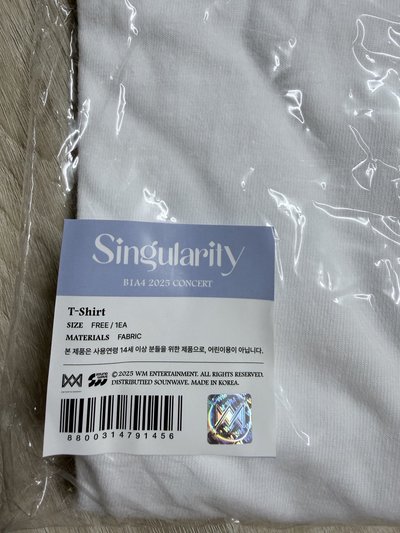 Singularity
B1A4 2025 CONCERT
T-Shirt
SIZE FREE / 1EA
MATERIALS FABRIC
본 제품은 사용연령 14세 이상 분들을 위한 제품으로, 어린이용이 아닙니다.
© 2025 WM ENTERTAINMENT. ALL RIGHTS RESERVED.
DISTRIBUTIED SOUNWAVE. MADE IN KOREA.
8800314791456